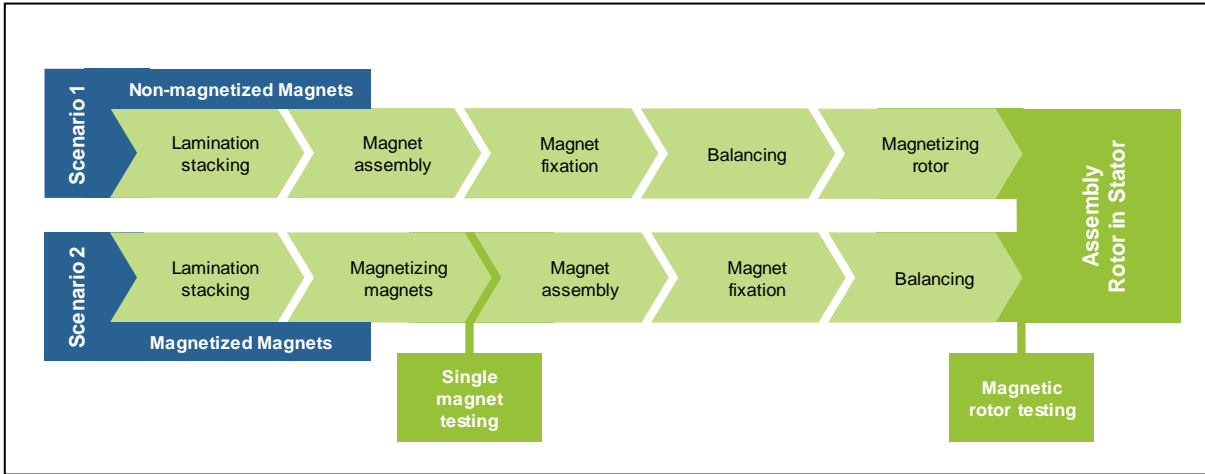 Scenario 1
Non-magnetized Magnets
Lamination
stacking
Magnet
assembly
Magnet
fixation
Balancing
Magnetizing
rotor
Assembly
Rotor in Stator
Scenario 2
Lamination
stacking
Magnetizing
magnets
Magnet
assembly
Magnet
fixation
Balancing
Magnetized Magnets
Single
magnet
testing
Magnetic
rotor testing